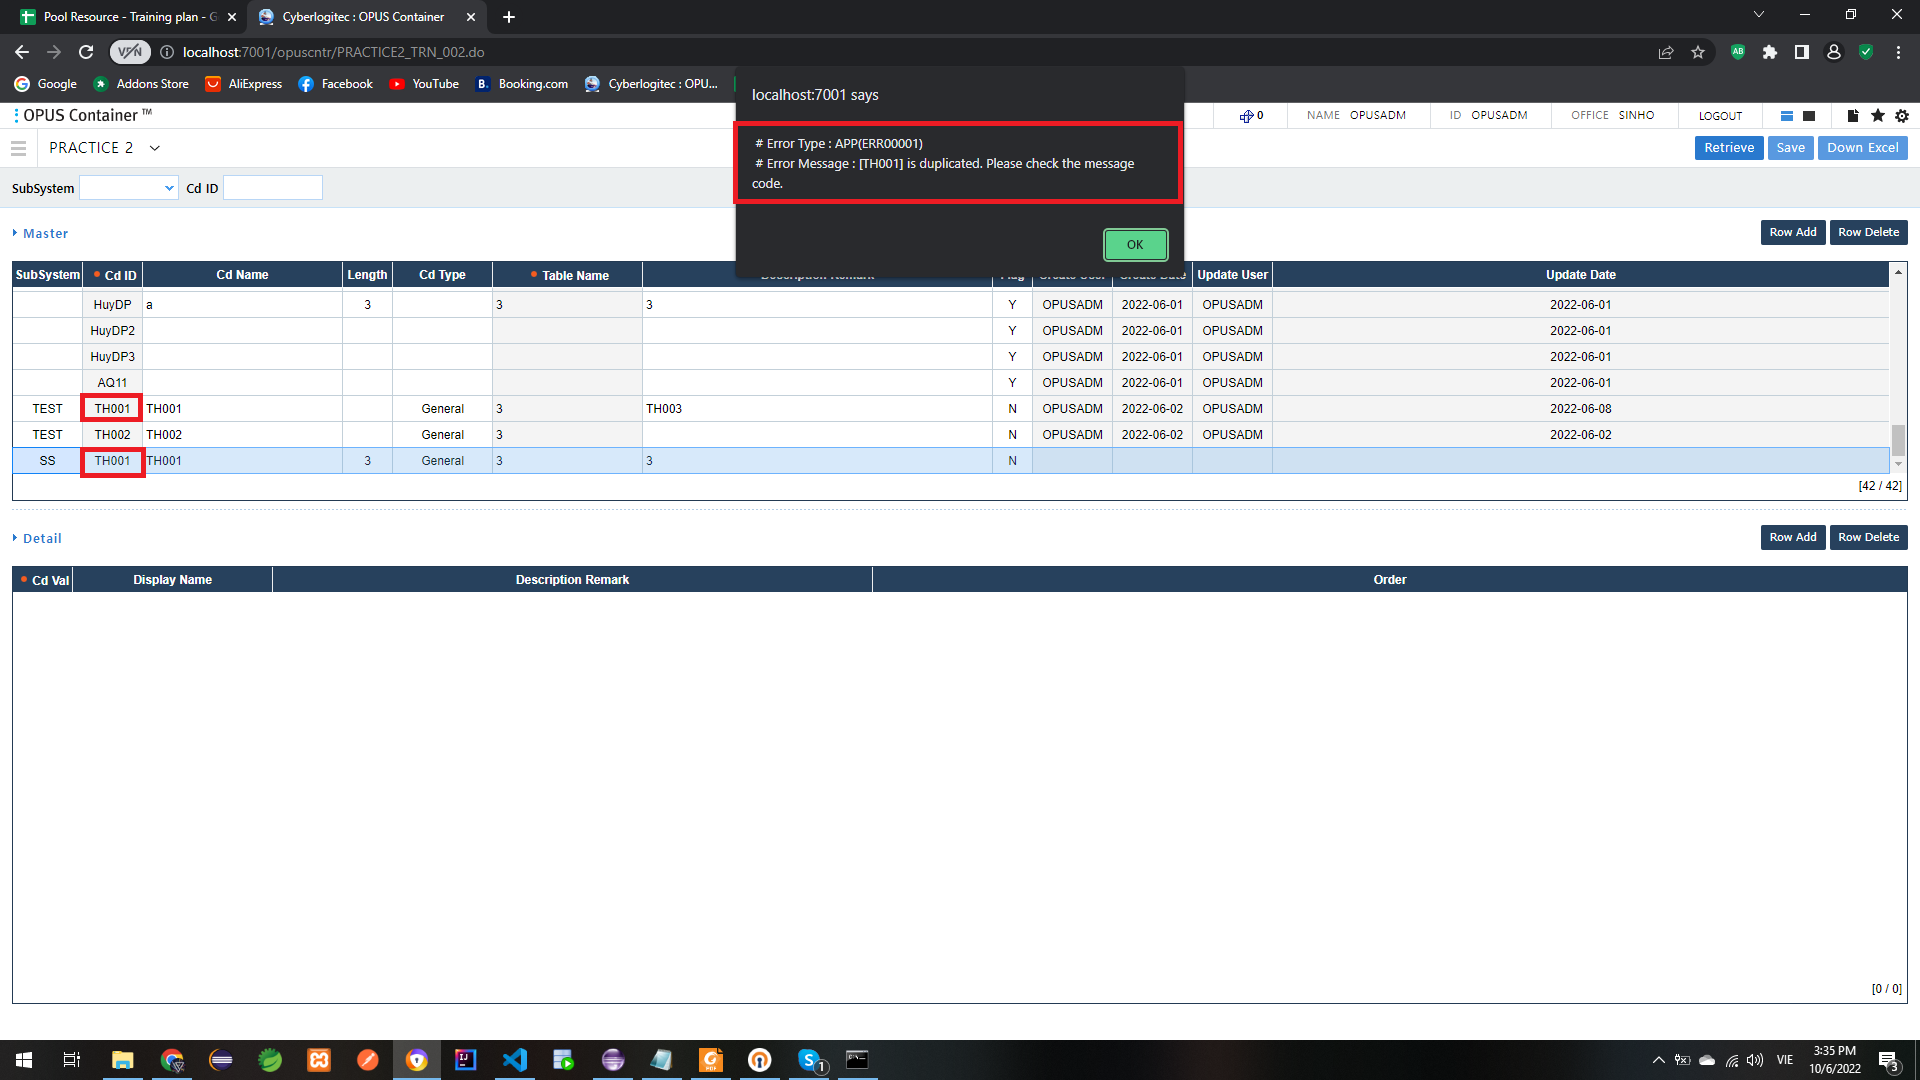 Pool Resource - Training plan - G
Cyberlogitec : OPUS Container
VPN
localhost:7001/opuscntr/PRACTICE2_TRN_002.do
Google
Addons Store
AliExpress
Facebook
YouTube
B. Booking.com
Cyberlogitec : OPU...
localhost:7001 says
# Error Type : APP(ERR00001)
# Error Message : [TH001] is duplicated. Please check the message
code.
OK
OPUS Container ™
0
NAME OPUSADM
ID OPUSADM
OFFICE SINHO
LOGOUT
PRACTICE 2
Retrieve
Save
Down Excel
SubSystem
Cd ID
Master
Row Add
Row Delete
SubSystem Cd ID Cd Name Length Cd Type Table Name Description Remark Flag Create User Create Date Update User Update Date
HuyDP a 3 3 3 Y OPUSADM 2022-06-01 OPUSADM 2022-06-01
HuyDP2 Y OPUSADM 2022-06-01 OPUSADM 2022-06-01
HuyDP3 Y OPUSADM 2022-06-01 OPUSADM 2022-06-01
AQ11 Y OPUSADM 2022-06-01 OPUSADM 2022-06-01
TEST TH001 TH001 General 3 TH003 N OPUSADM 2022-06-02 OPUSADM 2022-06-08
TEST TH002 TH002 General 3 N OPUSADM 2022-06-02 OPUSADM 2022-06-02
SS TH001 TH001 3 General 3 3 N
[42 / 42]
Detail
Row Add
Row Delete
Cd Val Display Name Description Remark Order
[0 / 0]
1
VIE
3:35 PM
10/6/2022
3